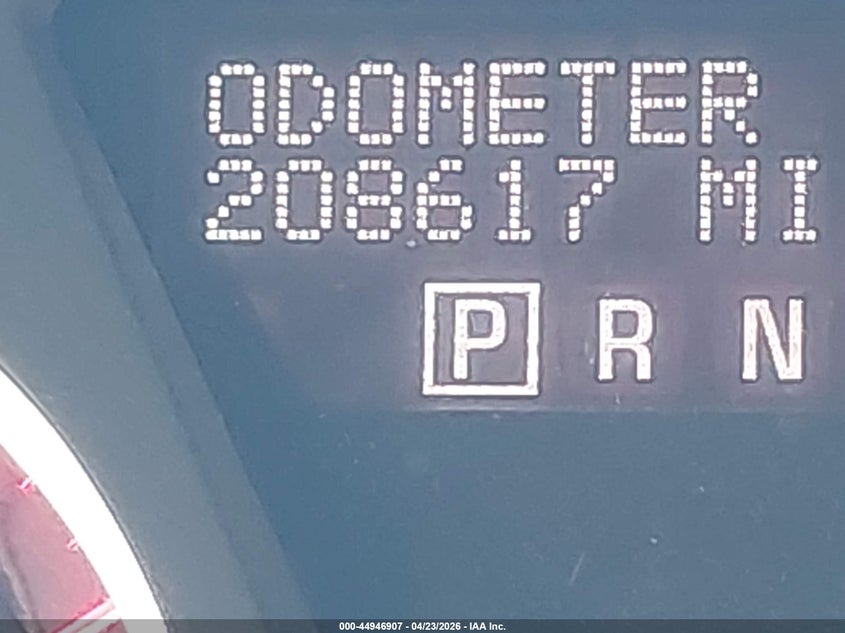 ODOMETER
208617 MI
P R N
000-44946907 - 04/23/2026 - IAA Inc.